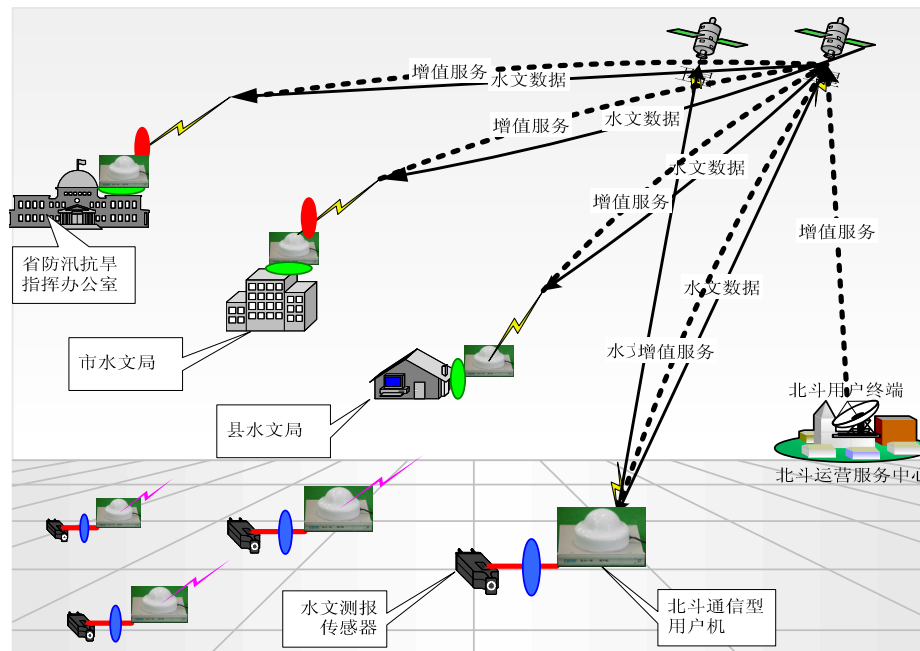 增值服务
水文数据
增值服务
水文数据
水文数据
增值服务
增值服务
水文数据
增值服务
省防汛抗旱
指挥办公室
市水文局
县水文局
北斗用户终端
北斗运营服务中心
水文测报
传感器
北斗通信型
用户机